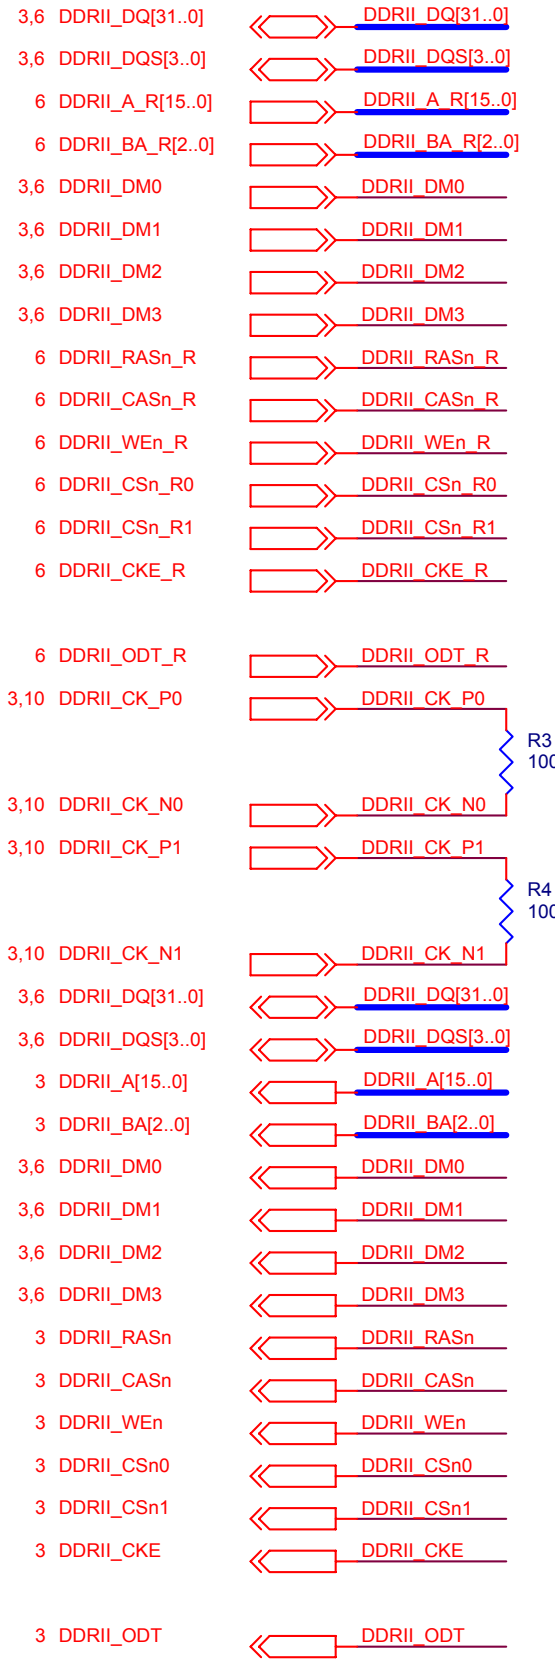 3,6 DDRII_DQ[31..0] DDRII_DQ[31..0]
3,6 DDRII_DQS[3..0] DDRII_DQS[3..0]
6 DDRII_A_R[15..0] DDRII_A_R[15..0]
6 DDRII_BA_R[2..0] DDRII_BA_R[2..0]
3,6 DDRII_DM0 DDRII_DM0
3,6 DDRII_DM1 DDRII_DM1
3,6 DDRII_DM2 DDRII_DM2
3,6 DDRII_DM3 DDRII_DM3
6 DDRII_RASn_R DDRII_RASn_R
6 DDRII_CASn_R DDRII_CASn_R
6 DDRII_WEn_R DDRII_WEn_R
6 DDRII_CSn_R0 DDRII_CSn_R0
6 DDRII_CSn_R1 DDRII_CSn_R1
6 DDRII_CKE_R DDRII_CKE_R
6 DDRII_ODT_R DDRII_ODT_R
3,10 DDRII_CK_P0 DDRII_CK_P0
R3
100
3,10 DDRII_CK_N0 DDRII_CK_N0
3,10 DDRII_CK_P1 DDRII_CK_P1
R4
100
3,10 DDRII_CK_N1 DDRII_CK_N1
3,6 DDRII_DQ[31..0] DDRII_DQ[31..0]
3,6 DDRII_DQS[3..0] DDRII_DQS[3..0]
3 DDRII_A[15..0] DDRII_A[15..0]
3 DDRII_BA[2..0] DDRII_BA[2..0]
3,6 DDRII_DM0 DDRII_DM0
3,6 DDRII_DM1 DDRII_DM1
3,6 DDRII_DM2 DDRII_DM2
3,6 DDRII_DM3 DDRII_DM3
3 DDRII_RASn DDRII_RASn
3 DDRII_CASn DDRII_CASn
3 DDRII_WEn DDRII_WEn
3 DDRII_CSn0 DDRII_CSn0
3 DDRII_CSn1 DDRII_CSn1
3 DDRII_CKE DDRII_CKE
3 DDRII_ODT DDRII_ODT